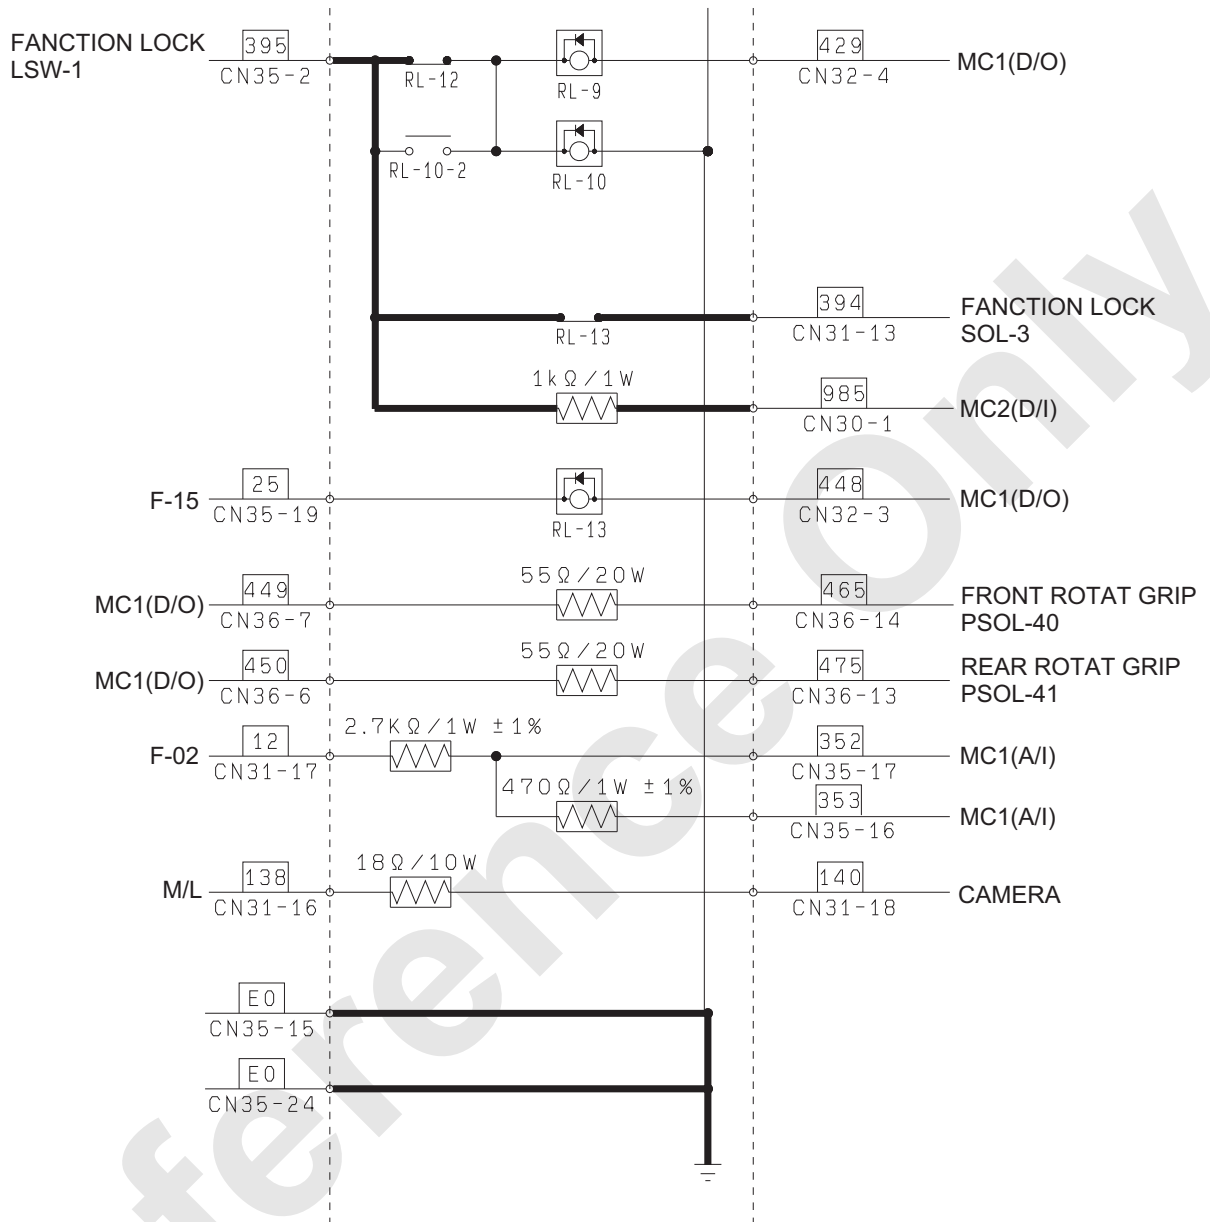 FANCTION LOCK
LSW-1
395
CN35-2
RL-12
RL-9
429
CN32-4
MC1(D/O)
RL-10-2
RL-10
RL-13
394
CN31-13
FANCTION LOCK
SOL-3
1kΩ/1W
985
CN30-1
MC2(D/I)
F-15
25
CN35-19
RL-13
448
CN32-3
MC1(D/O)
MC1(D/O)
449
CN36-7
55Ω/20W
465
CN36-14
FRONT ROTAT GRIP
PSOL-40
MC1(D/O)
450
CN36-6
55Ω/20W
475
CN36-13
REAR ROTAT GRIP
PSOL-41
F-02
12
CN31-17
2.7KΩ/1W ±1%
352
CN35-17
MC1(A/I)
470Ω/1W ±1%
353
CN35-16
MC1(A/I)
M/L
138
CN31-16
18Ω/10W
140
CN31-18
CAMERA
E0
CN35-15
E0
CN35-24
ference Only